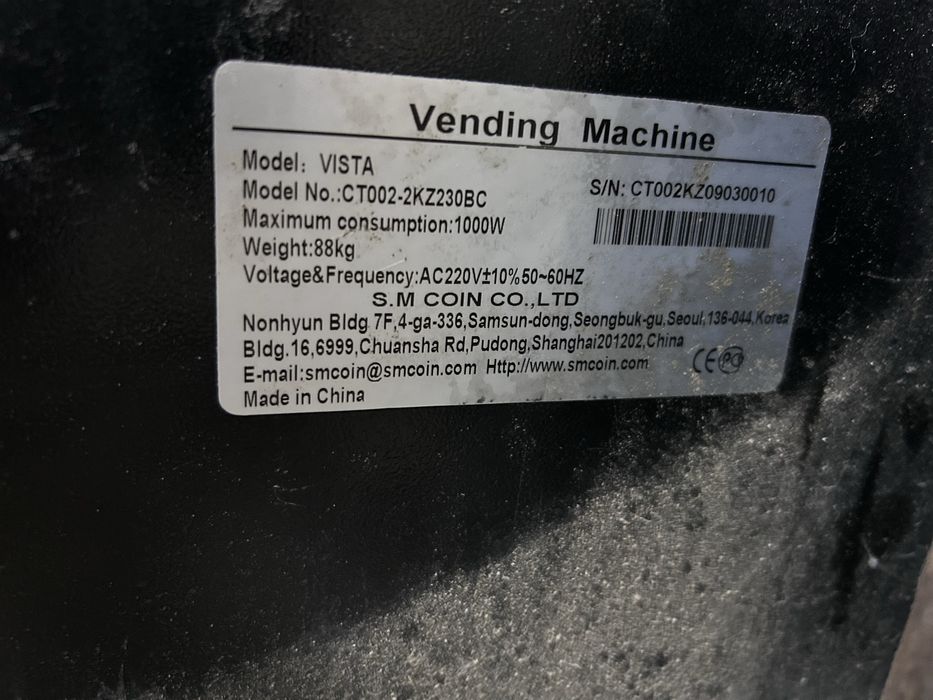 Vending Machine
Model: VISTA
Model No.:CT002-2KZ230BC
S/N: CT002KZ09030010
Maximum consumption:1000W
Weight:88kg
Voltage&Frequency:AC220V±10%50~60HZ
S.M COIN CO.,LTD
Nonhyun Bldg 7F,4-ga-336,Samsun-dong,Seongbuk-gu,Seoul,136-044,Korea
Bldg.16,6999,Chuansha Rd,Pudong,Shanghai201202,China
E-mail:smcoin@smcoin.com Http://www.smcoin.com
CE
Made in China